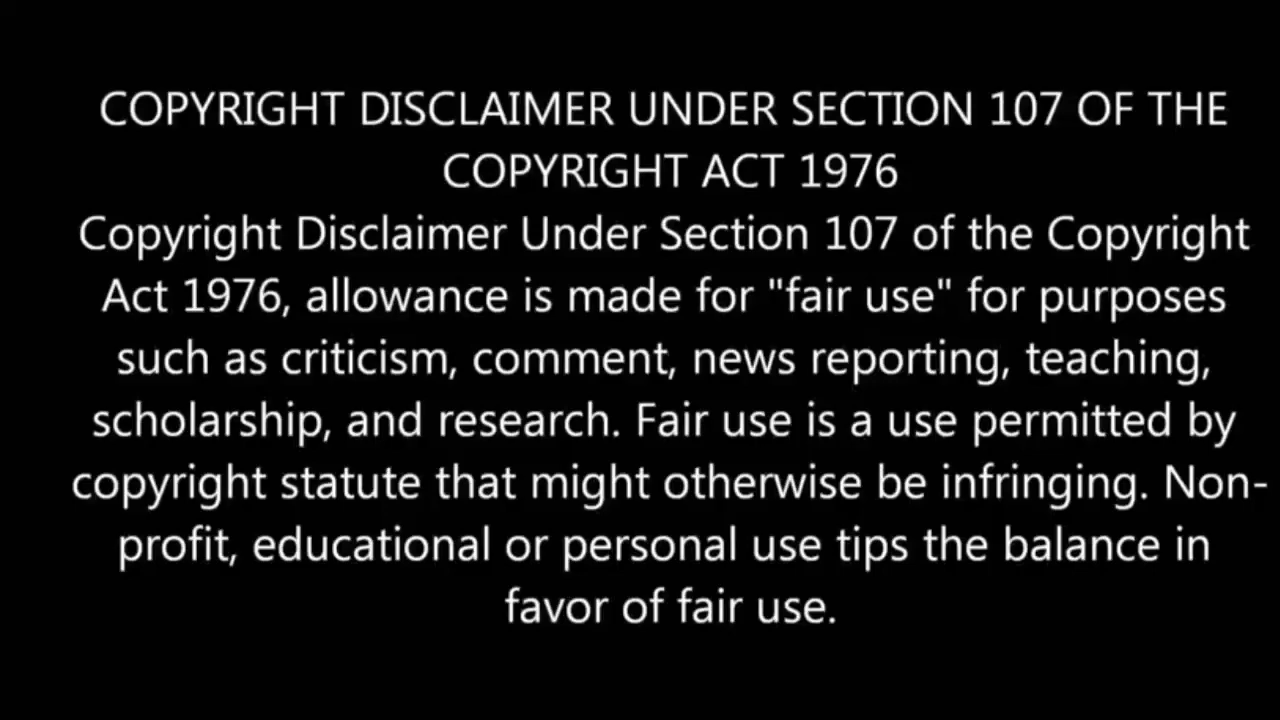 COPYRIGHT DISCLAIMER UNDER SECTION 107 OF THE
COPYRIGHT ACT 1976
Copyright Disclaimer Under Section 107 of the Copyright
Act 1976, allowance is made for "fair use" for purposes
such as criticism, comment, news reporting, teaching,
scholarship, and research. Fair use is a use permitted by
copyright statute that might otherwise be infringing. Non-
profit, educational or personal use tips the balance in
favor of fair use.